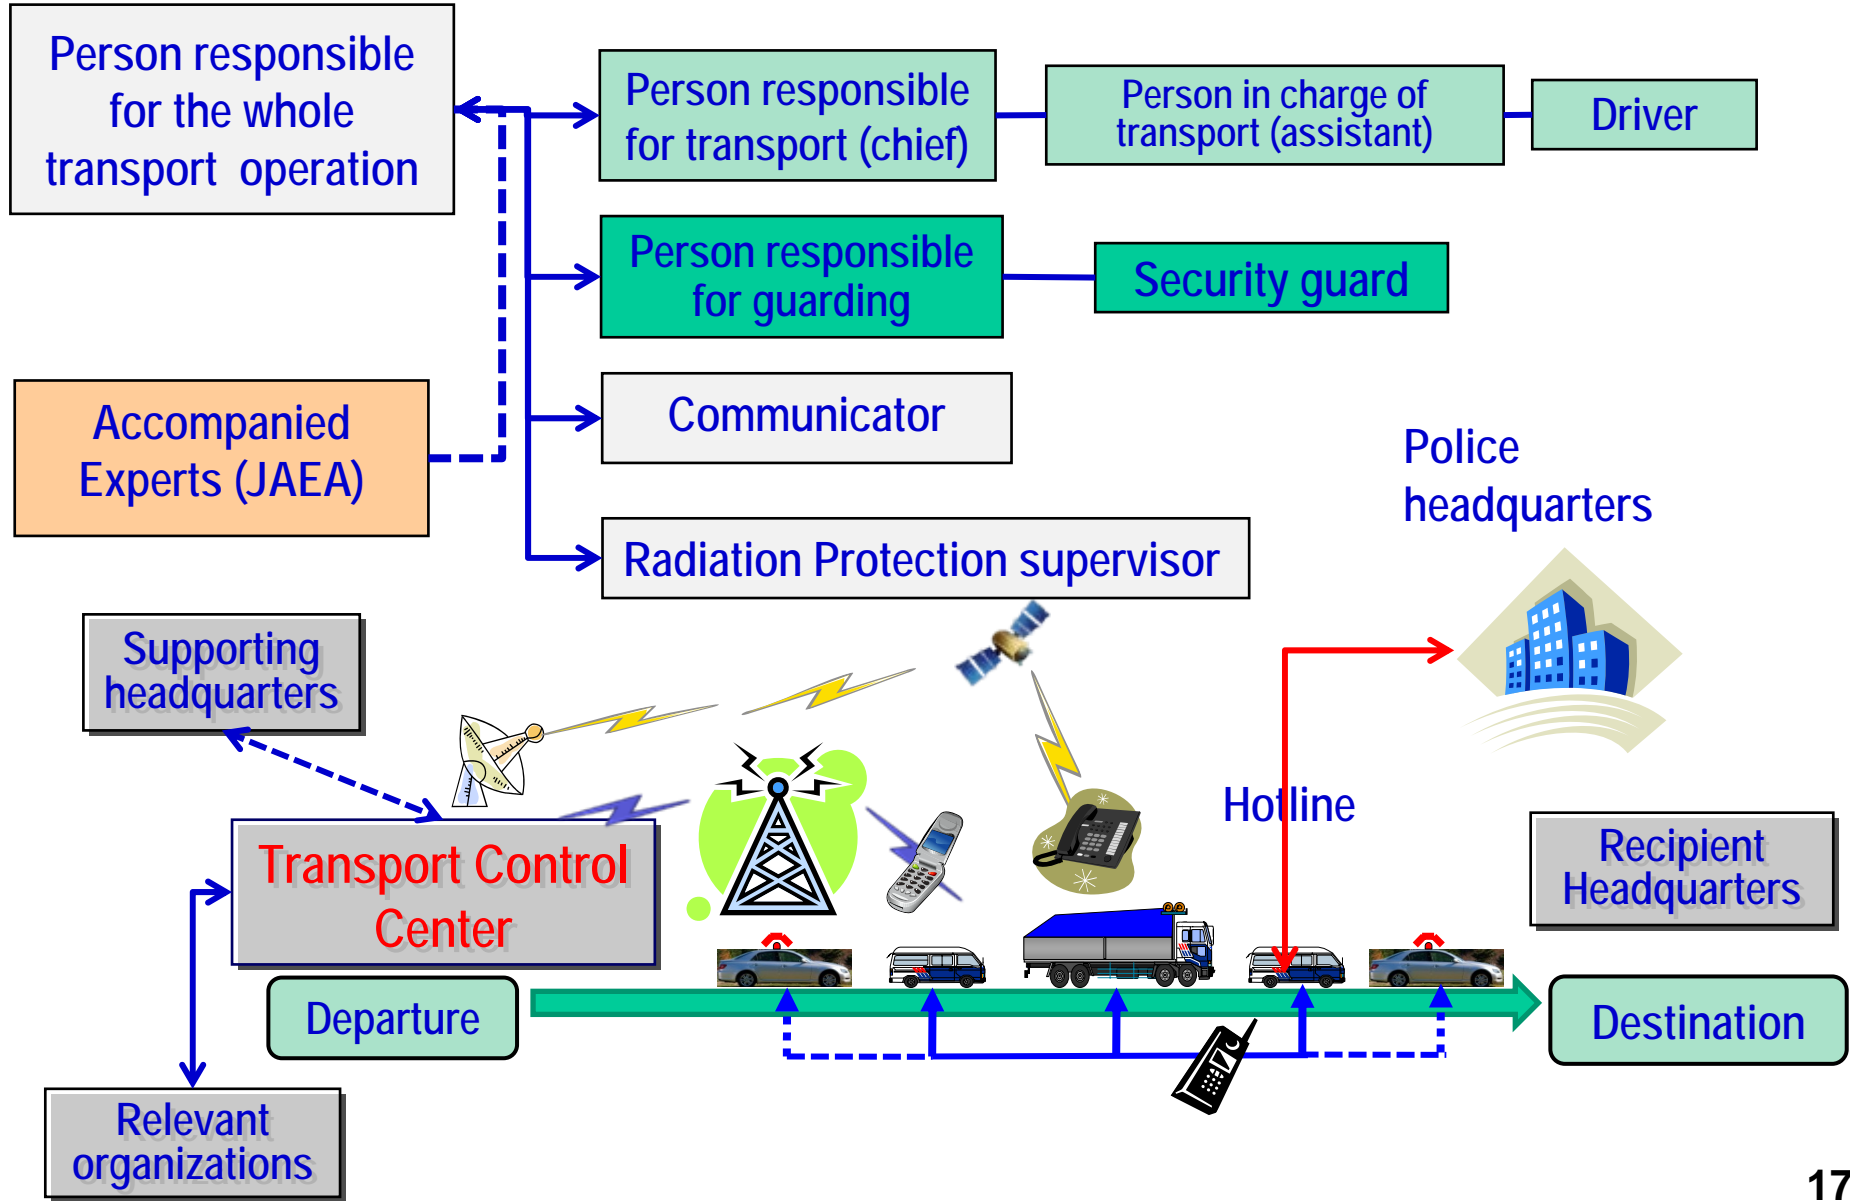 Person responsible
for the whole
transport operation
Person responsible
for transport (chief)
Person in charge of
transport (assistant)
Driver
Person responsible
for guarding
Security guard
Accompanied
Experts (JAEA)
Communicator
Police
headquarters
Radiation Protection supervisor
Supporting
headquarters
Hotline
Transport Control
Center
Recipient
Headquarters
Departure
Destination
Relevant
organizations
17